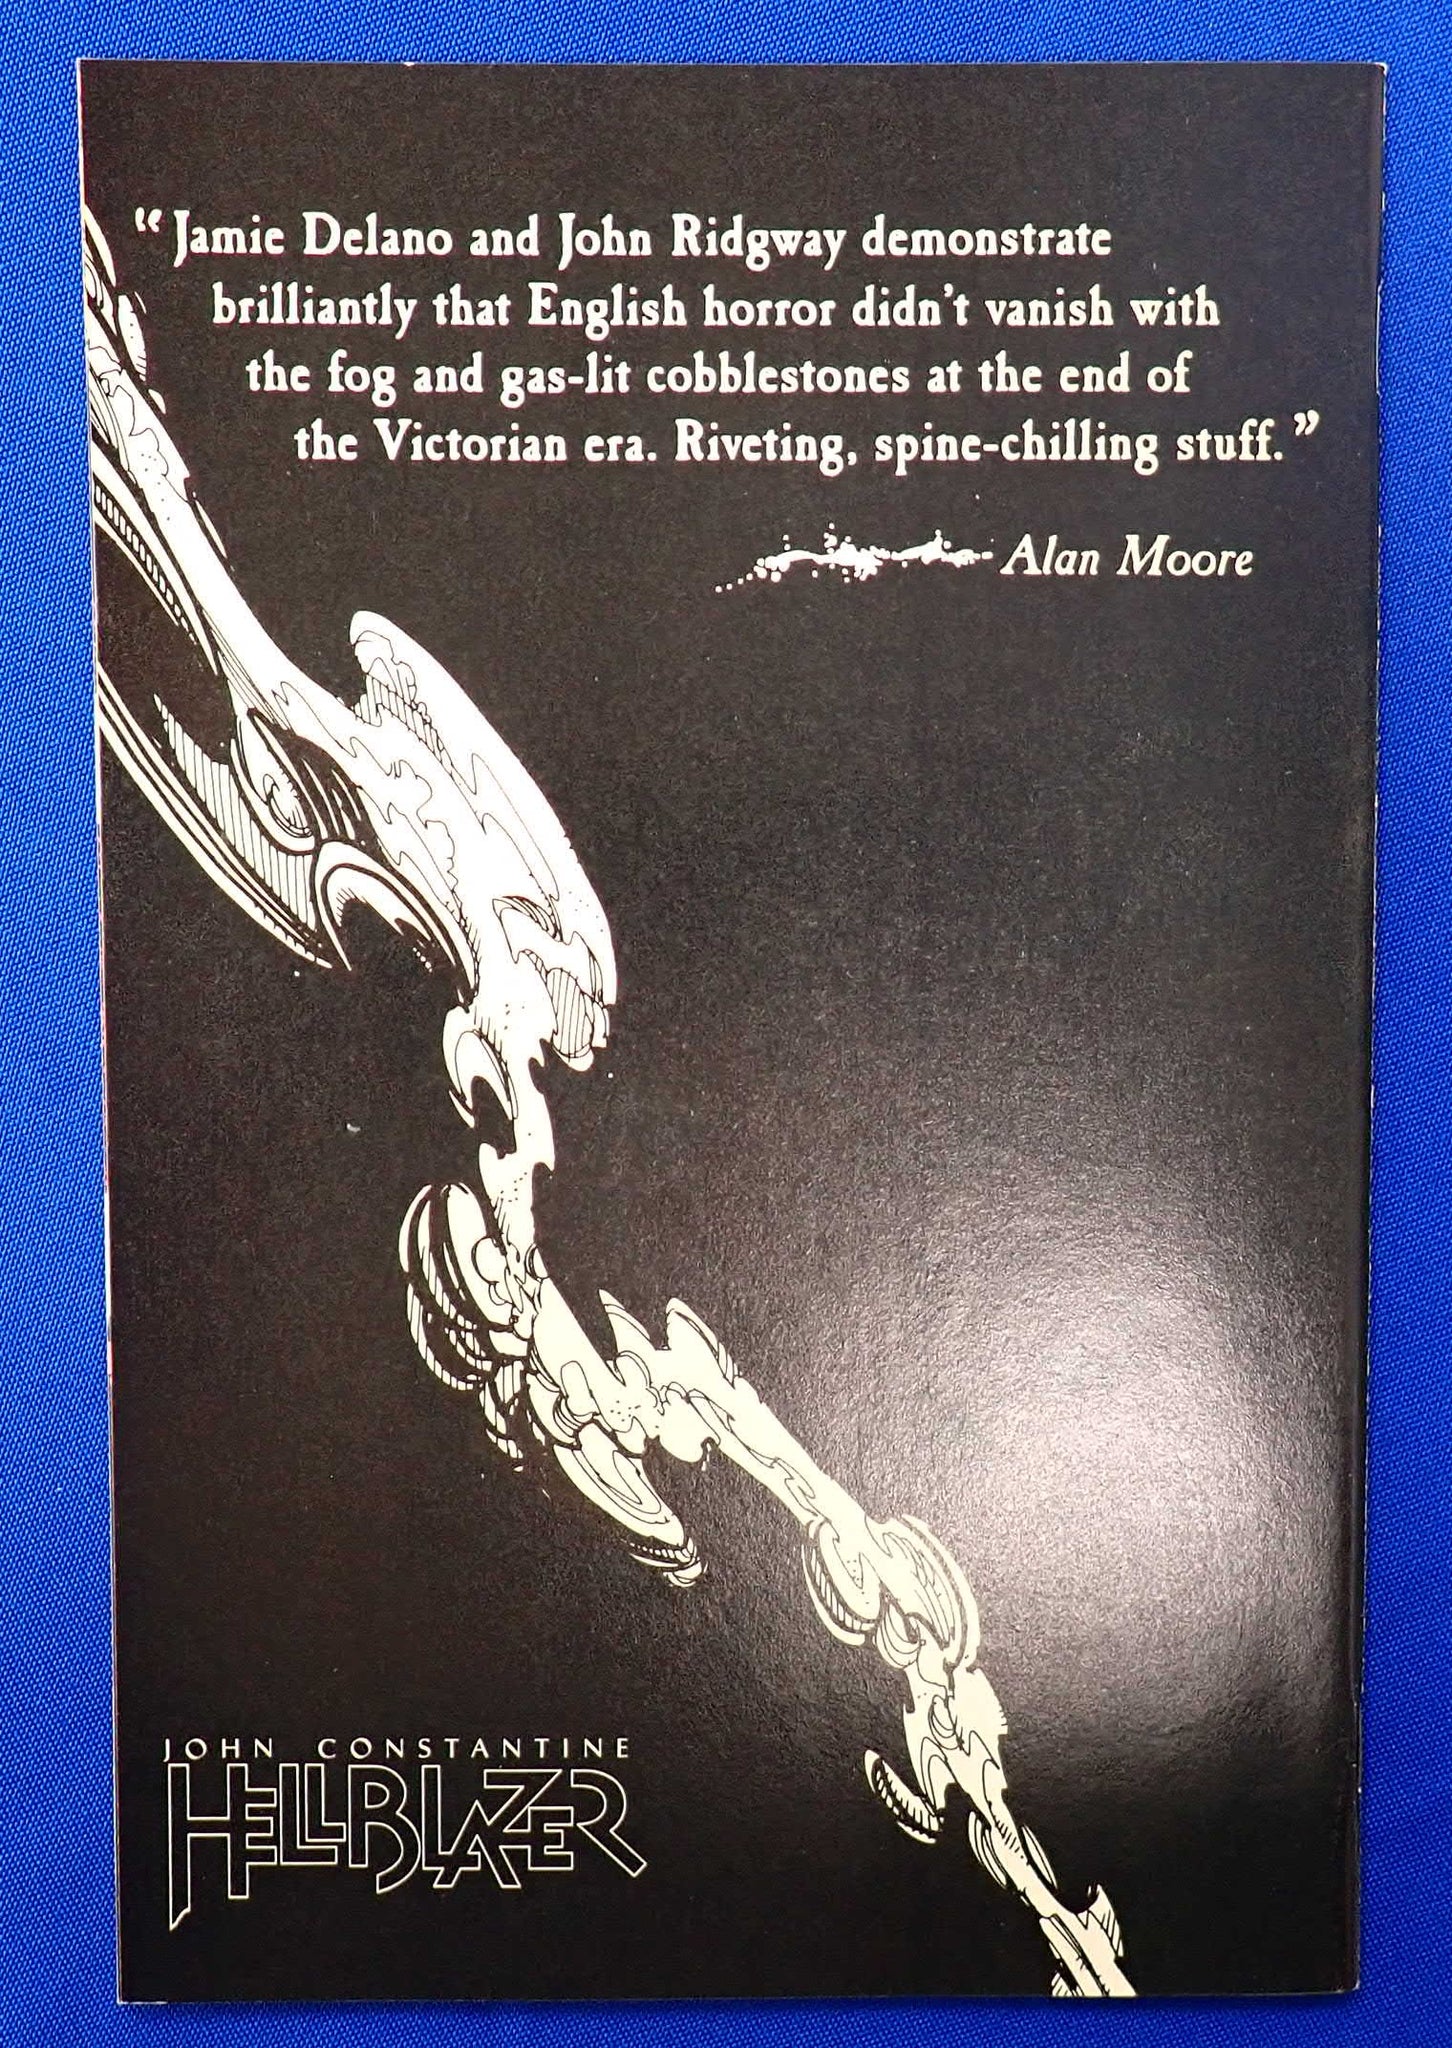 “Jamie Delano and John Ridgway demonstrate
brilliantly that English horror didn’t vanish with
the fog and gas-lit cobblestones at the end of
the Victorian era. Riveting, spine-chilling stuff.”
Alan Moore
JOHN CONSTANTINE
HELLBLAZER